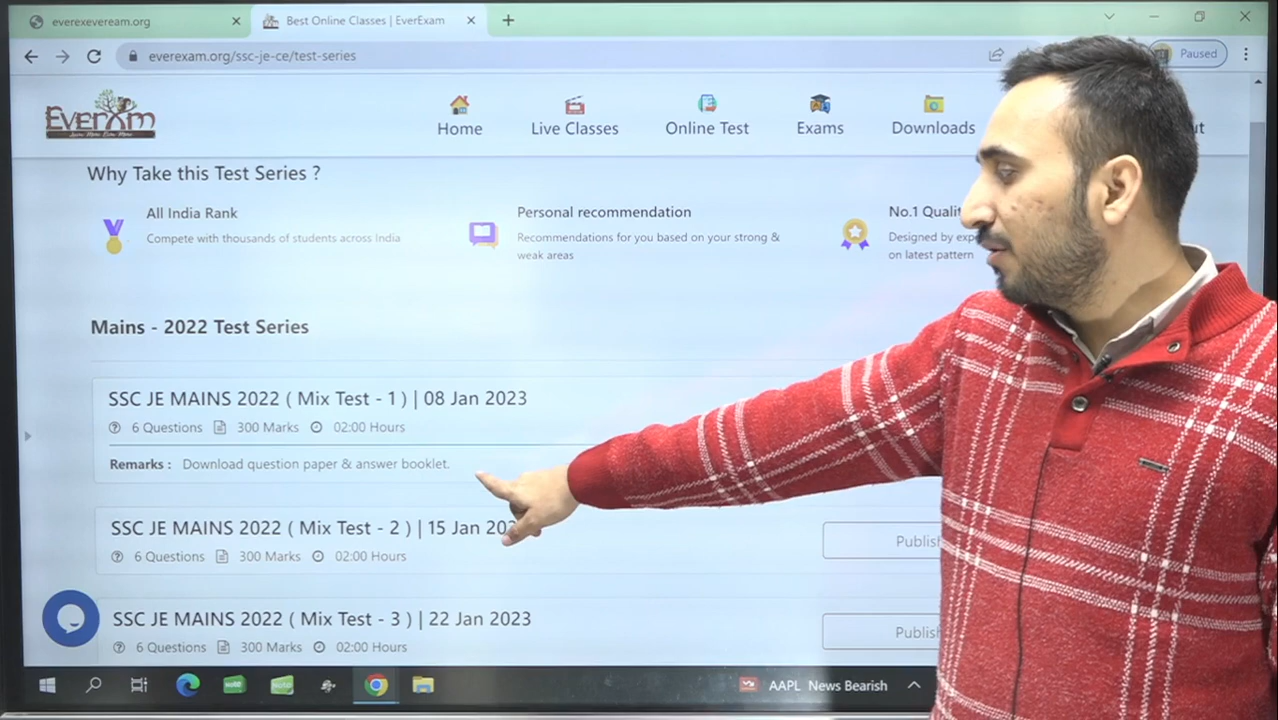 everexeveream.org
Best Online Classes | EverExam
everexam.org/ssc-je-ce/test-series
Paused
Home
Live Classes
Online Test
Exams
Downloads
Why Take this Test Series ?
All India Rank
Compete with thousands of students across India
Personal recommendation
Recommendations for you based on your strong &
weak areas
No.1
Designed by
on latest pattern
Mains - 2022 Test Series
SSC JE MAINS 2022 ( Mix Test - 1 ) | 08 Jan 2023
6 Questions 300 Marks 02:00 Hours
Remarks : Download question paper & answer booklet.
SSC JE MAINS 2022 ( Mix Test - 2 ) | 15 Jan
6 Questions 300 Marks 02:00 Hours
SSC JE MAINS 2022 ( Mix Test - 3 ) | 22 Jan 2023
6 Questions 300 Marks 02:00 Hours
AAPL News Bearish